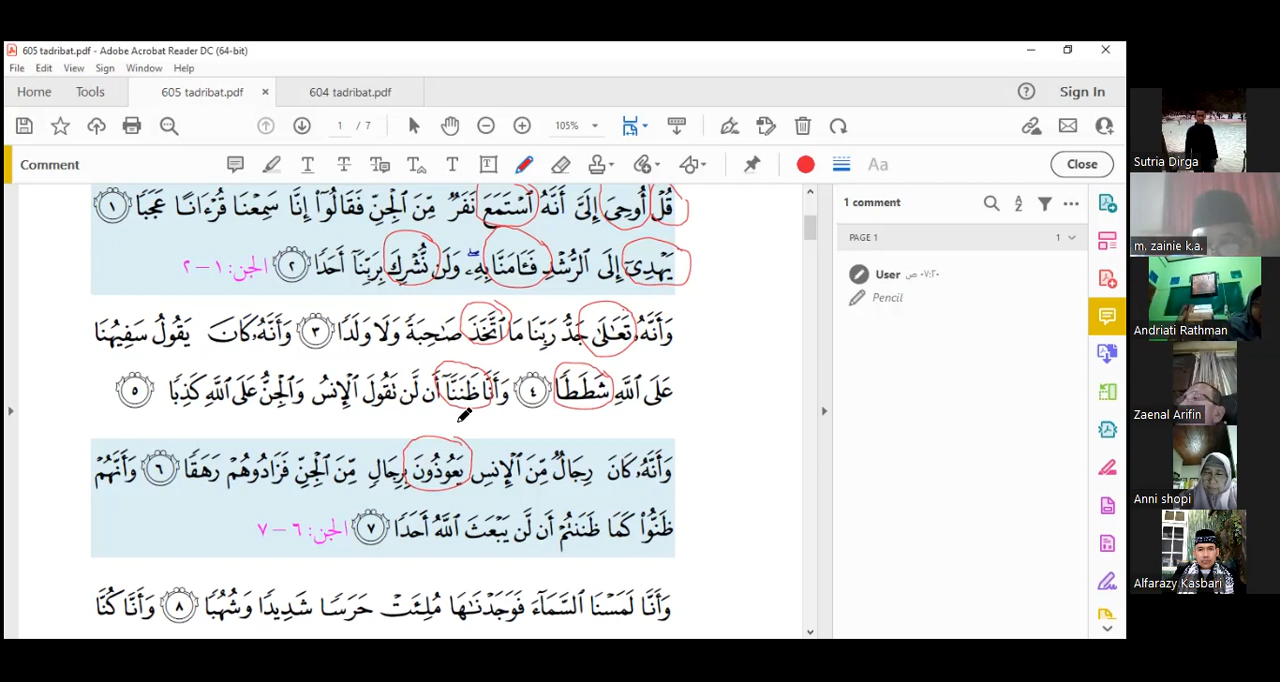 605 tadribat.pdf - Adobe Acrobat Reader DC (64-bit)
File Edit View Sign Window Help
Home Tools 605 tadribat.pdf × 604 tadribat.pdf Sign In
1 / 7 105%
Comment Aa Close
قُلْ أُوحِيَ إِلَيَّ أَنَّهُ ٱسْتَمَعَ نَفَرٌ مِّنَ ٱلْجِنِّ فَقَالُوٓا۟ إِنَّا سَمِعْنَا قُرْءَانًا عَجَبًا ١
يَهْدِىٓ إِلَى ٱلرُّشْدِ فَـَٔامَنَّا بِهِۦ وَلَن نُّشْرِكَ بِرَبِّنَآ أَحَدًا ٢ الجن: ١ – ٢
وَأَنَّهُۥ تَعَـٰلَىٰ جَدُّ رَبِّنَا مَا ٱتَّخَذَ صَـٰحِبَةً وَلَا وَلَدًا ٣ وَأَنَّهُۥ كَانَ يَقُولُ سَفِيهُنَا
عَلَى ٱللَّهِ شَطَطًا ٤ وَأَنَّا ظَنَنَّآ أَن لَّن نَقُولَ ٱلْإِنسُ وَٱلْجِنُّ عَلَى ٱللَّهِ كَذِبًا ٥
وَأَنَّهُۥ كَانَ رِجَالٌ مِّنَ ٱلْإِنسِ يَعُوذُونَ بِرِجَالٍ مِّنَ ٱلْجِنِّ فَزَادُوهُمْ رَهَقًا ٦ وَأَنَّهُمْ
ظَنُّوا۟ كَمَا ظَنَنتُمْ أَن لَّن يَبْعَثَ ٱللَّهُ أَحَدًا ٧ الجن: ٦ – ٧
وَأَنَّا لَمَسْنَا ٱلسَّمَآءَ فَوَجَدْنَـٰهَا مُلِئَتْ حَرَسًا شَدِيدًا وَشُهُبًا ٨ وَأَنَّا كُنَّا
1 comment
PAGE 1 1
User ٠٧:٢٠ ص
Pencil
Sutria Dirga
m. zainie k.a.
Andriati Rathman
Zaenal Arifin
Anni shopi
Alfarazy Kasbari